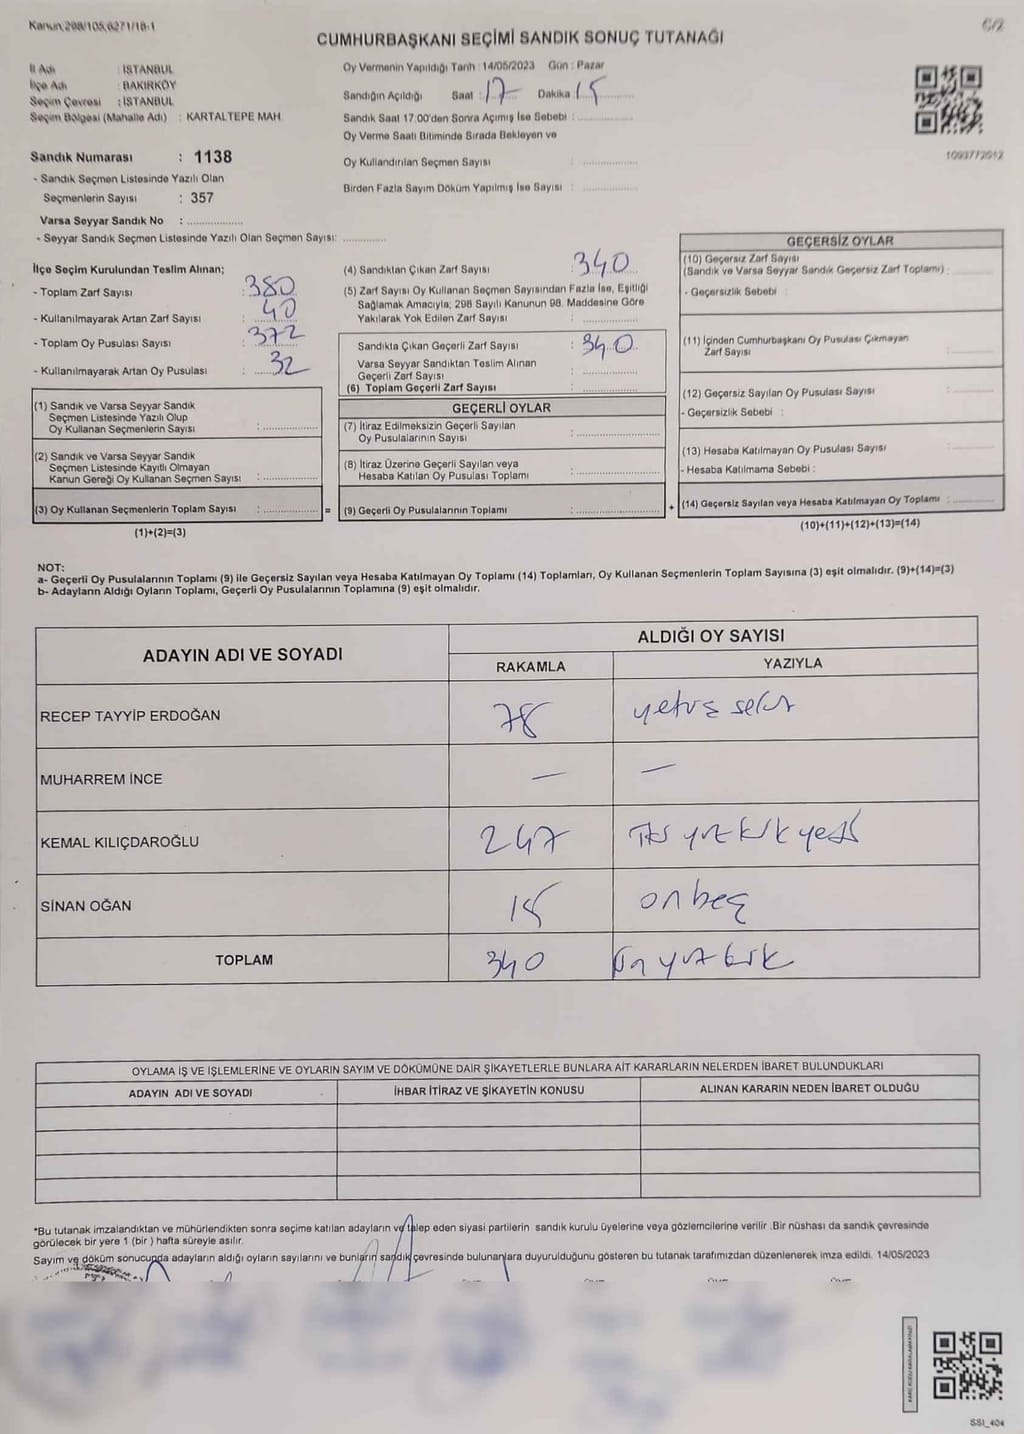 Kanun:298/105,6271/18-1
CUMHURBAŞKANI SEÇİMİ SANDIK SONUÇ TUTANAĞI
İl Adı : İSTANBUL
İlçe Adı : BAKIRKÖY
Seçim Çevresi : İSTANBUL
Seçim Bölgesi (Mahalle Adı) : KARTALTEPE MAH
Sandık Numarası : 1138
- Sandık Seçmen Listesinde Yazılı Olan
Seçmenlerin Sayısı : 357
Varsa Seyyar Sandık No :
- Seyyar Sandık Seçmen Listesinde Yazılı Olan Seçmen Sayısı:
Oy Vermenin Yapıldığı Tarih : 14/05/2023 Gün : Pazar
Sandığın Açıldığı Saat : 17 Dakika : 15
Sandık Saat 17.00'den Sonra Açımış İse Sebebi :
Oy Verme Saati Bitiminde Sırada Bekleyen ve
Oy Kullandırılan Seçmen Sayısı :
Birden Fazla Sayım Döküm Yapılmış İse Sayısı :
1093772012
İlçe Seçim Kurulundan Teslim Alınan;
- Toplam Zarf Sayısı : 380
- Kullanılmayarak Artan Zarf Sayısı : 40
- Toplam Oy Pusulası Sayısı : 372
- Kullanılmayarak Artan Oy Pusulası : 32
(1) Sandık ve Varsa Seyyar Sandık
Seçmen Listesinde Yazılı Olup
Oy Kullanan Seçmenlerin Sayısı :
(2) Sandık ve Varsa Seyyar Sandık
Seçmen Listesinde Kayıtlı Olmayan
Kanun Gereği Oy Kullanan Seçmen Sayısı :
(3) Oy Kullanan Seçmenlerin Toplam Sayısı : =
(1)+(2)=(3)
(4) Sandıktan Çıkan Zarf Sayısı : 340
(5) Zarf Sayısı Oy Kullanan Seçmen Sayısından Fazla İse, Eşitliği
Sağlamak Amacıyla; 298 Sayılı Kanunun 98. Maddesine Göre
Yakılarak Yok Edilen Zarf Sayısı :
Sandıkta Çıkan Geçerli Zarf Sayısı : 340
Varsa Seyyar Sandıktan Teslim Alınan
Geçerli Zarf Sayısı :
(6) Toplam Geçerli Zarf Sayısı :
GEÇERLİ OYLAR
(7) İtiraz Edilmeksizin Geçerli Sayılan
Oy Pusulalarının Sayısı :
(8) İtiraz Üzerine Geçerli Sayılan veya
Hesaba Katılan Oy Pusulası Toplamı :
(9) Geçerli Oy Pusulalarının Toplamı : +
GEÇERSİZ OYLAR
(10) Geçersiz Zarf Sayısı
(Sandık ve Varsa Seyyar Sandık Geçersiz Zarf Toplamı) :
- Geçersizlik Sebebi :
(11) İçinden Cumhurbaşkanı Oy Pusulası Çıkmayan
Zarf Sayısı :
(12) Geçersiz Sayılan Oy Pusulası Sayısı :
- Geçersizlik Sebebi :
(13) Hesaba Katılmayan Oy Pusulası Sayısı :
- Hesaba Katılmama Sebebi :
(14) Geçersiz Sayılan veya Hesaba Katılmayan Oy Toplamı :
(10)+(11)+(12)+(13)=(14)
NOT:
a- Geçerli Oy Pusulalarının Toplamı (9) ile Geçersiz Sayılan veya Hesaba Katılmayan Oy Toplamı (14) Toplamları, Oy Kullanan Seçmenlerin Toplam Sayısına (3) eşit olmalıdır. (9)+(14)=(3)
b- Adayların Aldığı Oyların Toplamı, Geçerli Oy Pusulalarının Toplamına (9) eşit olmalıdır.
ADAYIN ADI VE SOYADI ALDIĞI OY SAYISI
RAKAMLA YAZIYLA
RECEP TAYYİP ERDOĞAN 78 yetmiş sekiz
MUHARREM İNCE — —
KEMAL KILIÇDAROĞLU 247 iki yüz kırk yedi
SİNAN OĞAN 15 on beş
TOPLAM 340 üç yüz kırk
OYLAMA İŞ VE İŞLEMLERİNE VE OYLARIN SAYIM VE DÖKÜMÜNE DAİR ŞİKAYETLERLE BUNLARA AİT KARARLARIN NELERDEN İBARET BULUNDUKLARI
ADAYIN ADI VE SOYADI İHBAR İTİRAZ VE ŞİKAYETİN KONUSU ALINAN KARARIN NEDEN İBARET OLDUĞU
*Bu tutanak imzalandıktan ve mühürlendikten sonra seçime katılan adayların ve talep eden siyasi partilerin sandık kurulu üyelerine veya gözlemcilerine verilir .Bir nüshası da sandık çevresinde
görülecek bir yere 1 (bir ) hafta süreyle asılır.
Sayım ve döküm sonucunda adayların aldığı oyların sayılarını ve bunların sandık çevresinde bulunanlara duyurulduğunu gösteren bu tutanak tarafımızdan düzenlenerek imza edildi. 14/05/2023
SSI_404